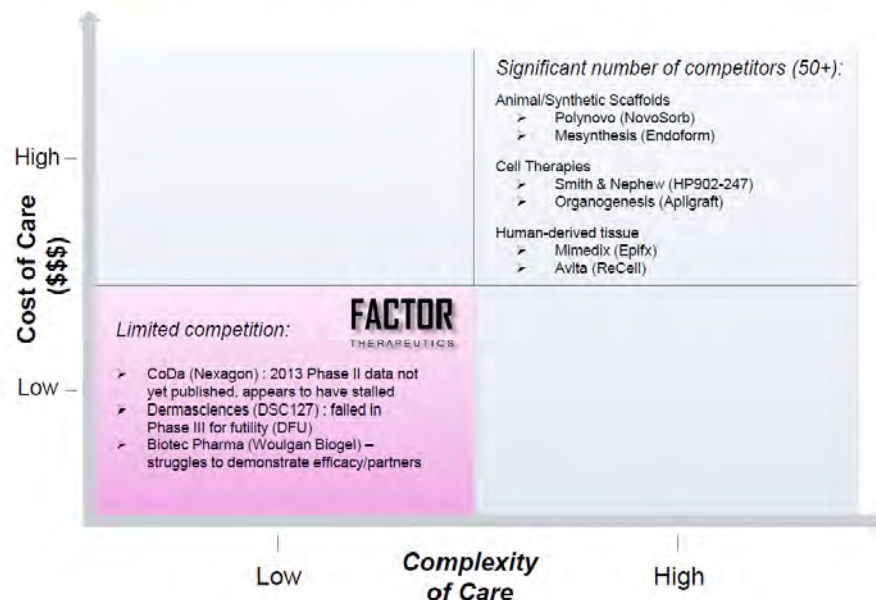 Significant number of competitors (50+):
Animal/Synthetic Scaffolds
➢ Polynovo (NovoSorb)
➢ Mesynthesis (Endoform)
Cell Therapies
➢ Smith & Nephew (HP902-247)
➢ Organogenesis (Apligraft)
Human-derived tissue
➢ Mimedix (Epifx)
➢ Avita (ReCell)
High
Cost of Care
($$$)
Low
Limited competition:
FACTOR
THERAPEUTICS
➢ CoDa (Nexagon) : 2013 Phase II data not
yet published, appears to have stalled
➢ Dermasciences (DSC127) : failed in
Phase III for futility (DFU)
➢ Biotec Pharma (Woulgan Biogel) –
struggles to demonstrate efficacy/partners
Low
Complexity
of Care
High